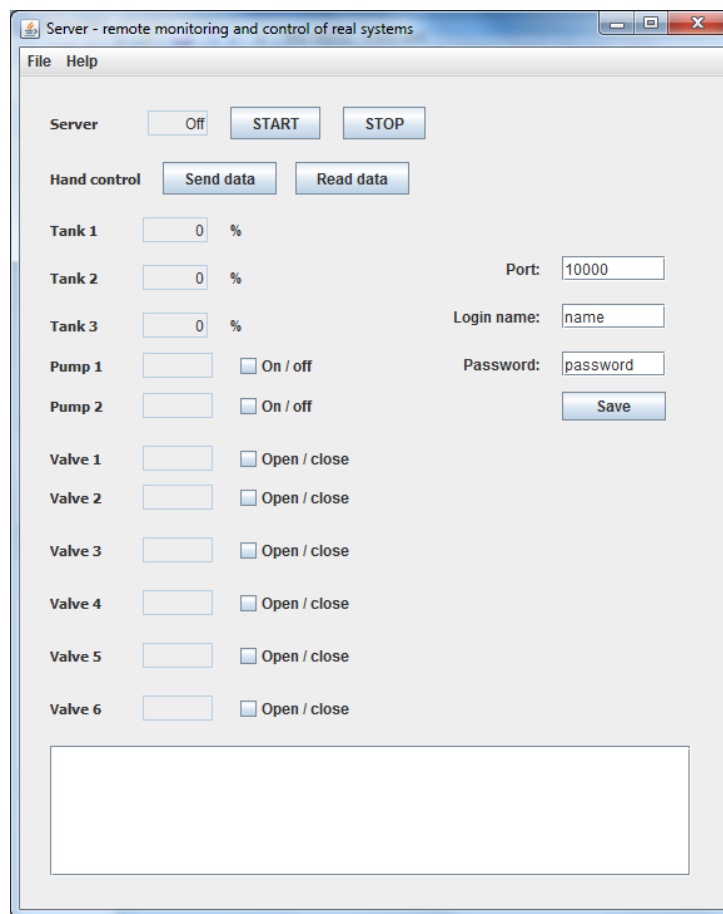 Server - remote monitoring and control of real systems
File Help
Server Off START STOP
Hand control Send data Read data
Tank 1 0 %
Port: 10000
Tank 2 0 %
Login name: name
Tank 3 0 %
Pump 1 On / off
Password: password
Pump 2 On / off
Save
Valve 1 Open / close
Valve 2 Open / close
Valve 3 Open / close
Valve 4 Open / close
Valve 5 Open / close
Valve 6 Open / close